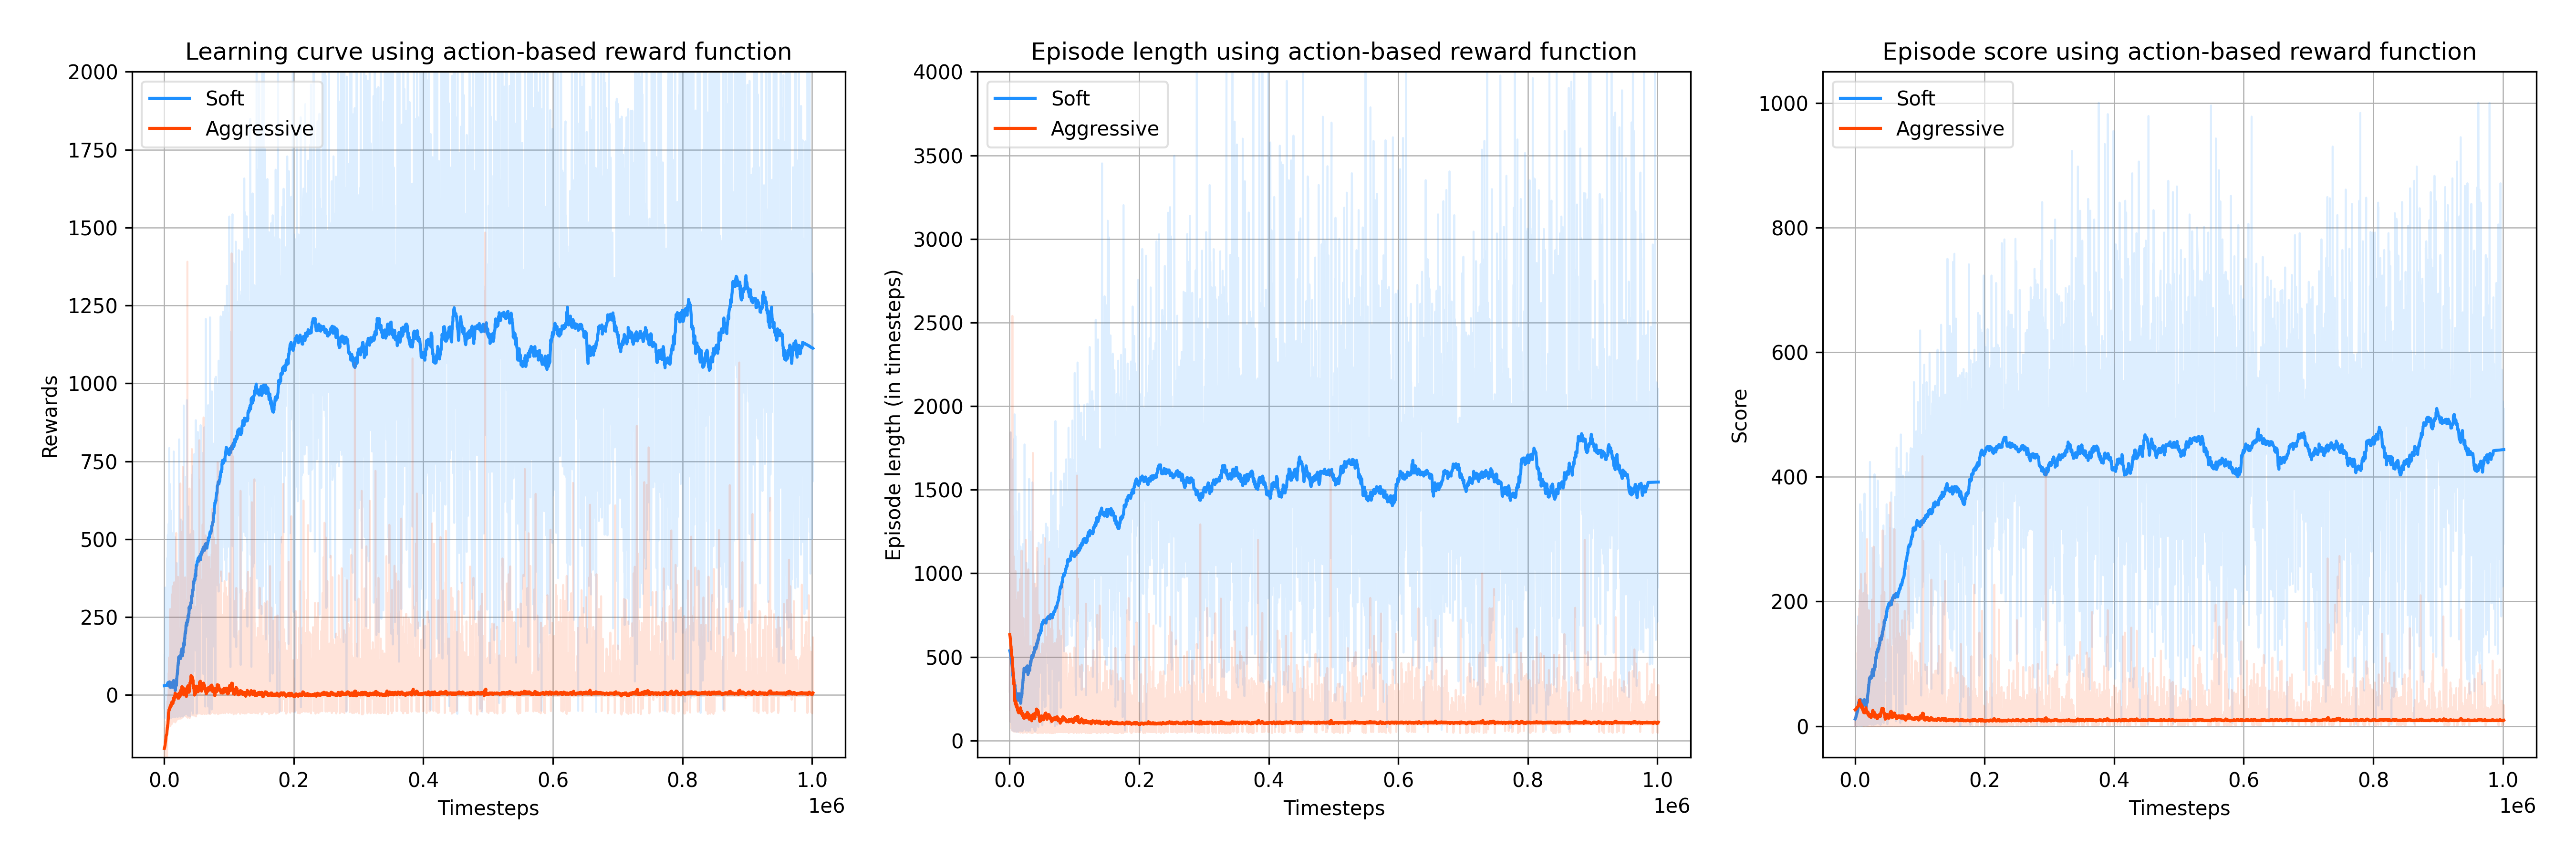 Learning curve using action-based reward function
Soft
Aggressive
2000
1750
1500
1250
1000
750
500
250
0
Rewards
0.0 0.2 0.4 0.6 0.8 1.0
1e6
Timesteps
Episode length using action-based reward function
Soft
Aggressive
4000
3500
3000
2500
2000
1500
1000
500
0
Episode length (in timesteps)
0.0 0.2 0.4 0.6 0.8 1.0
1e6
Timesteps
Episode score using action-based reward function
Soft
Aggressive
1000
800
600
400
200
0
Score
0.0 0.2 0.4 0.6 0.8 1.0
1e6
Timesteps